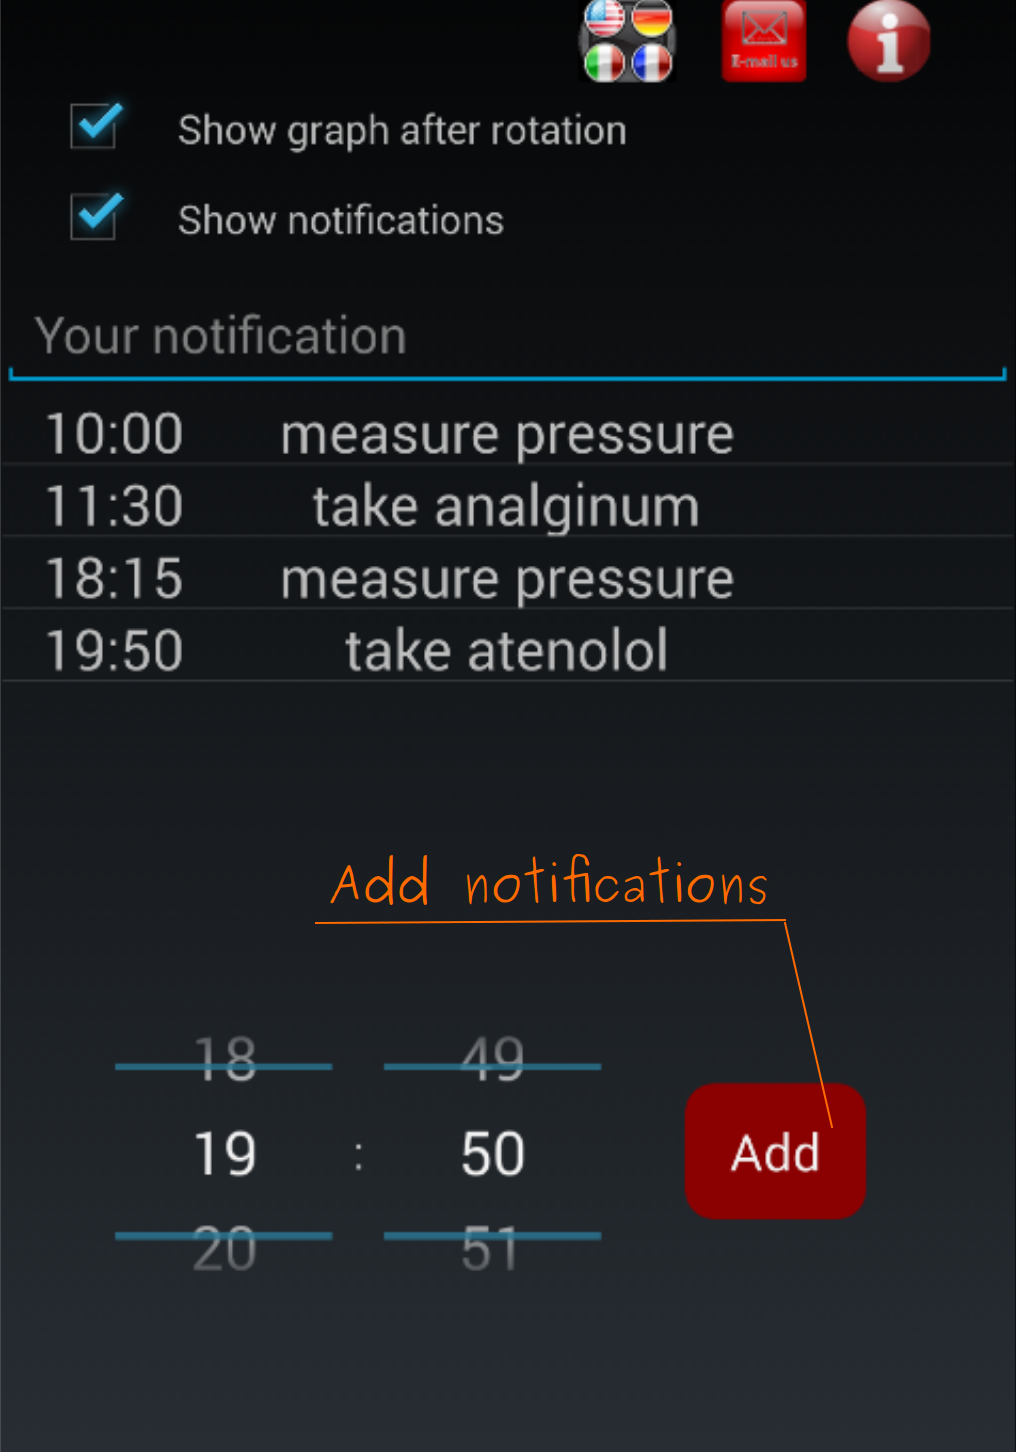 E-mail us
Show graph after rotation
Show notifications
Your notification
10:00 measure pressure
11:30 take analginum
18:15 measure pressure
19:50 take atenolol
Add notifications
18 49
19 : 50 Add
20 51